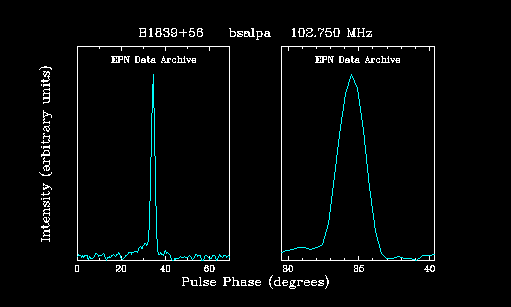 B1839+56 bsalpa 102.750 MHz
EPN Data Archive EPN Data Archive
Intensity (arbitrary units)
0 20 40 60 30 35 40
Pulse Phase (degrees)